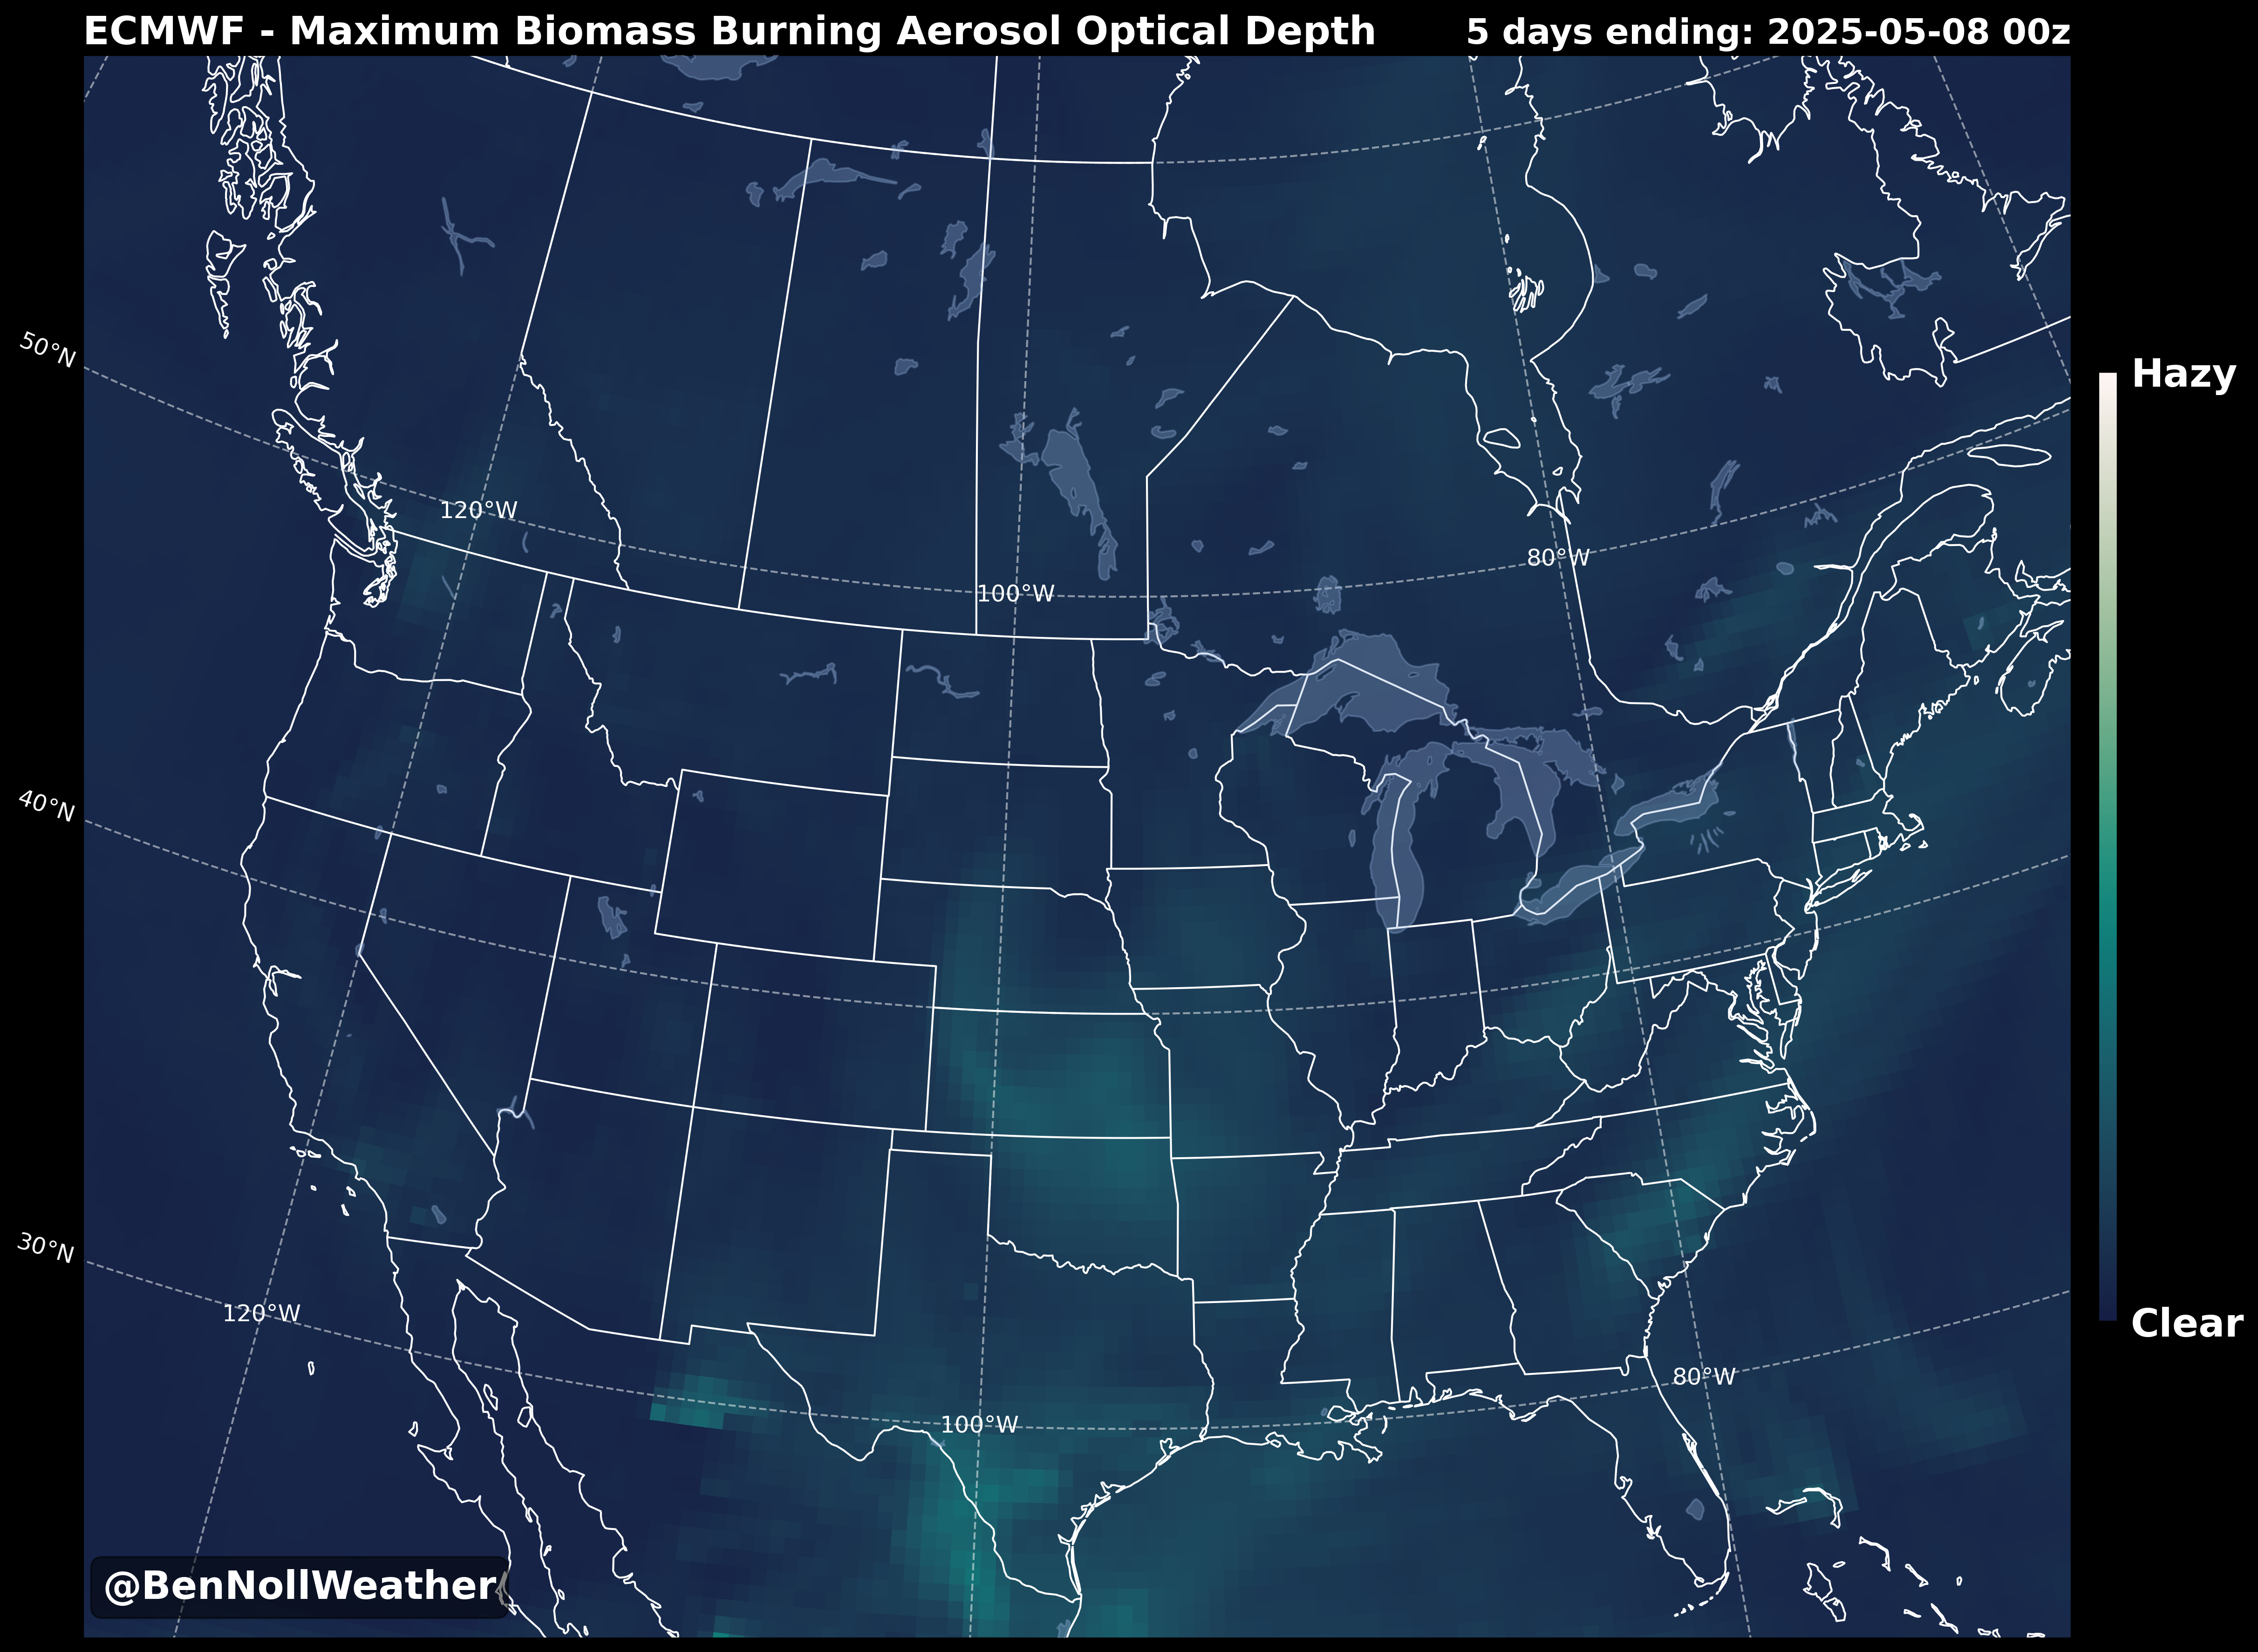 ECMWF - Maximum Biomass Burning Aerosol Optical Depth
5 days ending: 2025-05-08 00z
50°N
Hazy
120°W
80°W
100°W
40°N
30°N
120°W
Clear
80°W
100°W
@BenNollWeather